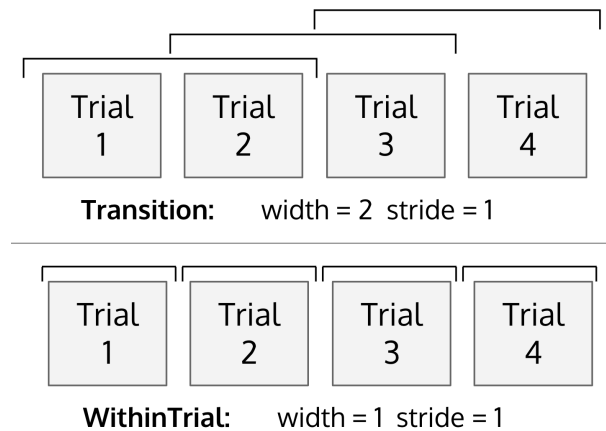 Trial Trial Trial Trial
1 2 3 4
Transition: width = 2 stride = 1
Trial Trial Trial Trial
1 2 3 4
WithinTrial: width = 1 stride = 1